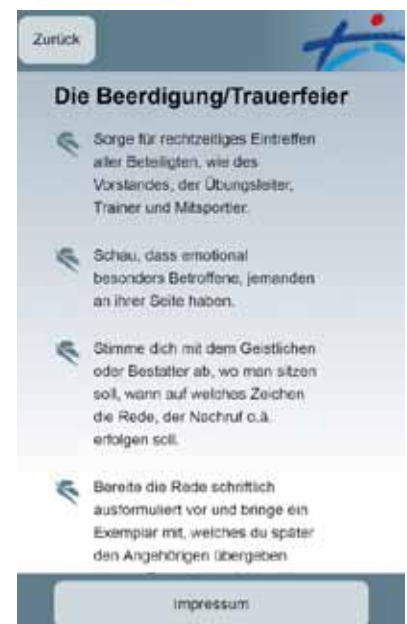 Zurück
Die Beerdigung/Trauerfeier
Sorge für rechtzeitiges Eintreffen
aller Beteiligten, wie des
Vorstandes, der Übungsleiter,
Trainer und Mitsportler.
Schau, dass emotional
besonders Betroffene, jemanden
an ihrer Seite haben.
Stimme dich mit dem Geistlichen
oder Bestatter ab, wo man sitzen
soll, wann auf welches Zeichen
die Rede, der Nachruf o.ä.
erfolgen soll.
Bereite die Rede schriftlich
ausformuliert vor und bringe ein
Exemplar mit, welches du später
den Angehörigen übergeben
Impressum